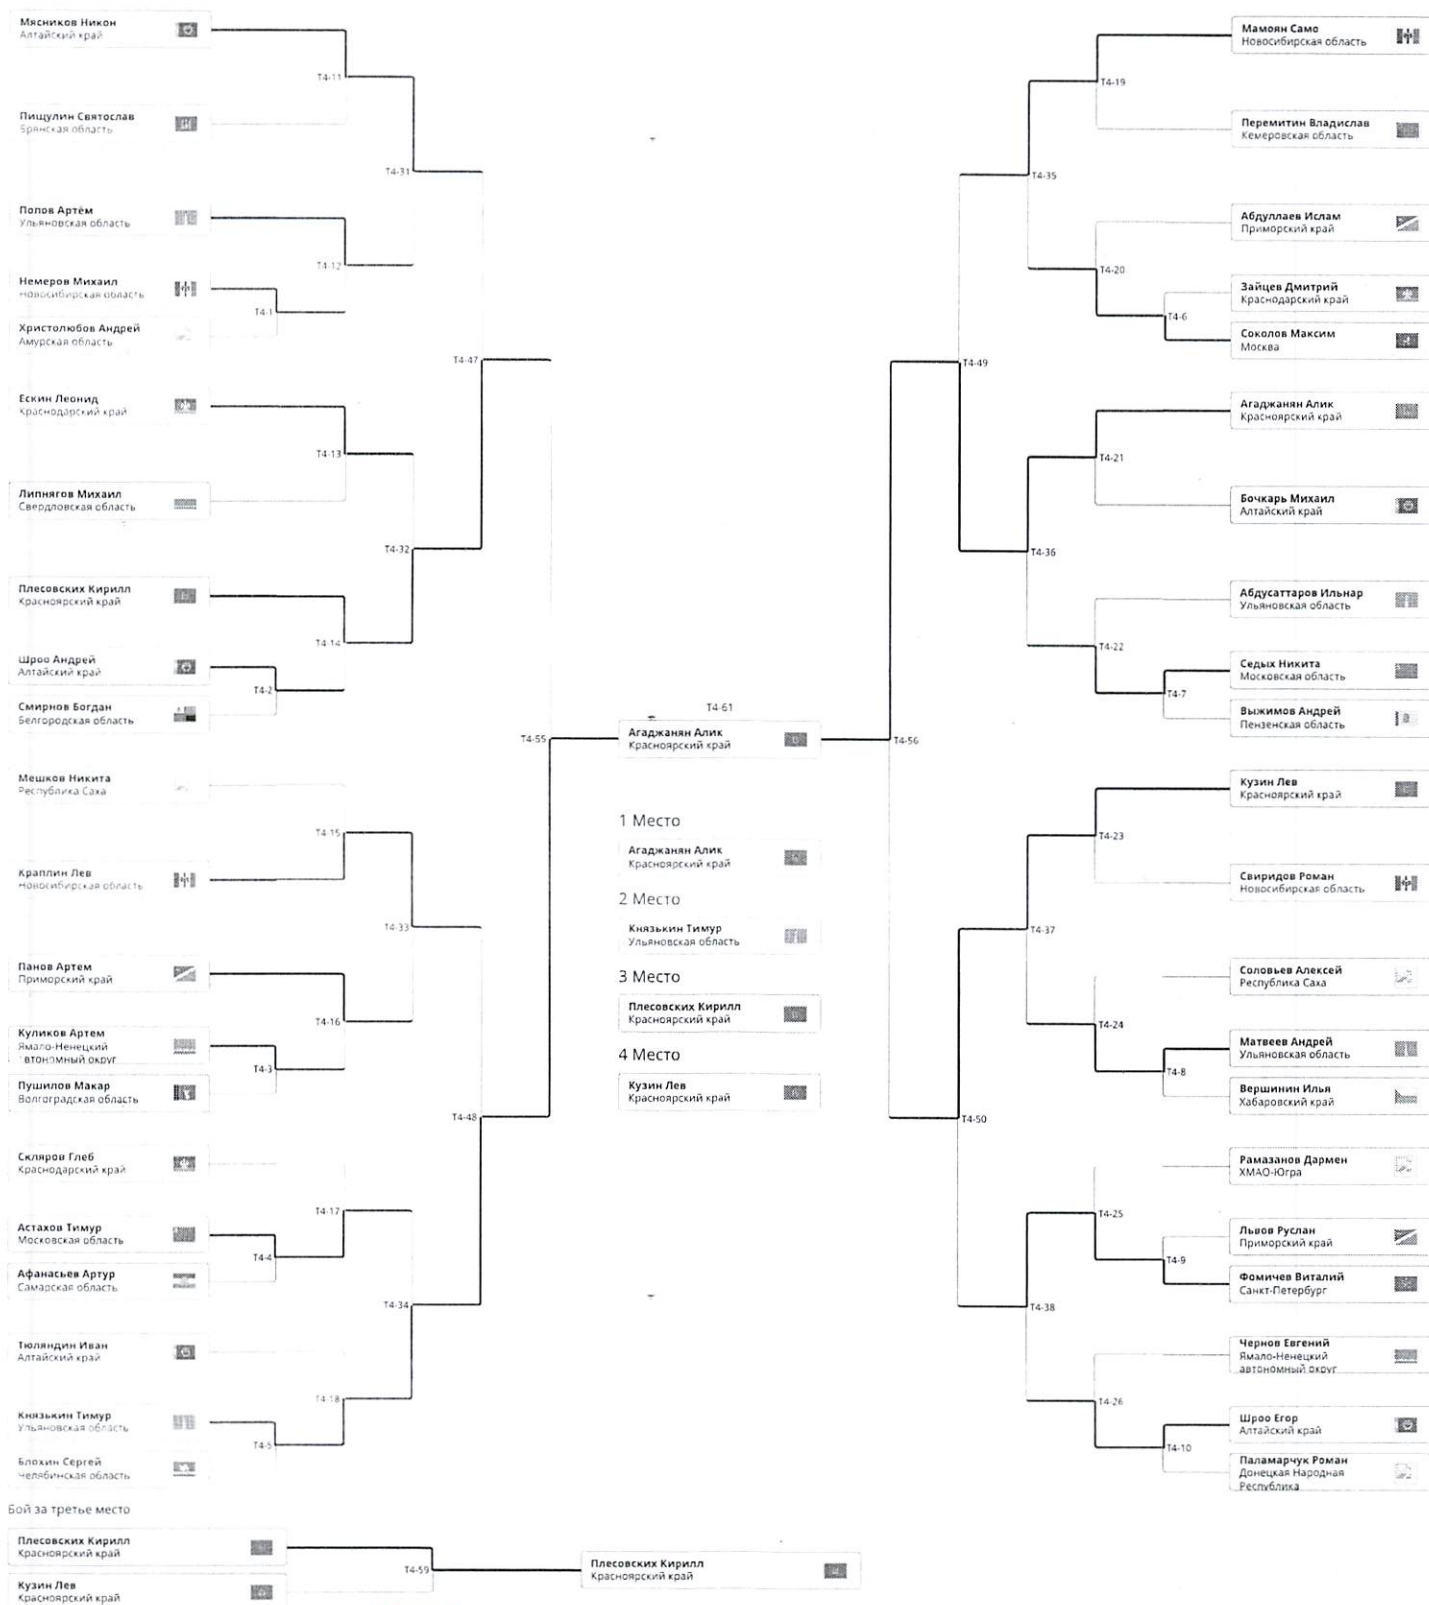 Мясников Никон
Алтайский край
Т4-11
Пищулин Святослав
Брянская область
Т4-31
Попов Артём
Ульяновская область
Т4-12
Немеров Михаил
Новосибирская область
Т4-1
Христолюбов Андрей
Амурская область
Т4-47
Ескин Леонид
Краснодарский край
Т4-13
Липнягов Михаил
Свердловская область
Т4-32
Плесовских Кирилл
Красноярский край
Т4-14
Шроо Андрей
Алтайский край
Т4-2
Смирнов Богдан
Белгородская область
Т4-55
Мешков Никита
Республика Саха
Т4-15
Краплин Лев
Новосибирская область
Т4-33
Панов Артем
Приморский край
Т4-16
Куликов Артем
Ямало-Ненецкий
автономный округ
Т4-3
Пушилов Макар
Волгоградская область
Т4-48
Скляров Глеб
Краснодарский край
Т4-17
Астахов Тимур
Московская область
Т4-4
Афанасьев Артур
Самарская область
Т4-34
Тюляндин Иван
Алтайский край
Т4-18
Князькин Тимур
Ульяновская область
Т4-5
Блохин Сергей
Челябинская область
Т4-61
Агаджанян Алик
Красноярский край
1 Место
Агаджанян Алик
Красноярский край
2 Место
Князькин Тимур
Ульяновская область
3 Место
Плесовских Кирилл
Красноярский край
4 Место
Кузин Лев
Красноярский край
Мамоян Само
Новосибирская область
Т4-19
Перемитин Владислав
Кемеровская область
Т4-35
Абдуллаев Ислам
Приморский край
Т4-20
Зайцев Дмитрий
Краснодарский край
Т4-6
Соколов Максим
Москва
Т4-49
Агаджанян Алик
Красноярский край
Т4-21
Бочкарь Михаил
Алтайский край
Т4-36
Абдусаттаров Ильнар
Ульяновская область
Т4-22
Седых Никита
Московская область
Т4-7
Выжимов Андрей
Пензенская область
Т4-56
Кузин Лев
Красноярский край
Т4-23
Свиридов Роман
Новосибирская область
Т4-37
Соловьев Алексей
Республика Саха
Т4-24
Матвеев Андрей
Ульяновская область
Т4-8
Вершинин Илья
Хабаровский край
Т4-50
Рамазанов Дармен
ХМАО-Югра
Т4-25
Львов Руслан
Приморский край
Т4-9
Фомичев Виталий
Санкт-Петербург
Т4-38
Чернов Евгений
Ямало-Ненецкий
автономный округ
Т4-26
Шроо Егор
Алтайский край
Т4-10
Паламарчук Роман
Донецкая Народная
Республика
Бой за третье место
Плесовских Кирилл
Красноярский край
Т4-59
Кузин Лев
Красноярский край
Плесовских Кирилл
Красноярский край